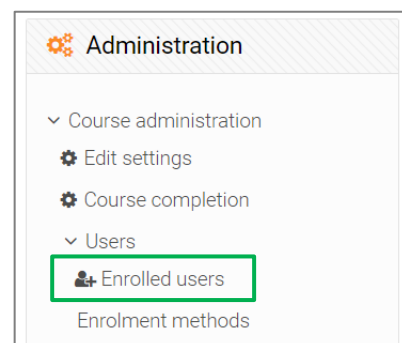 Administration
Course administration
Edit settings
Course completion
Users
Enrolled users
Enrolment methods